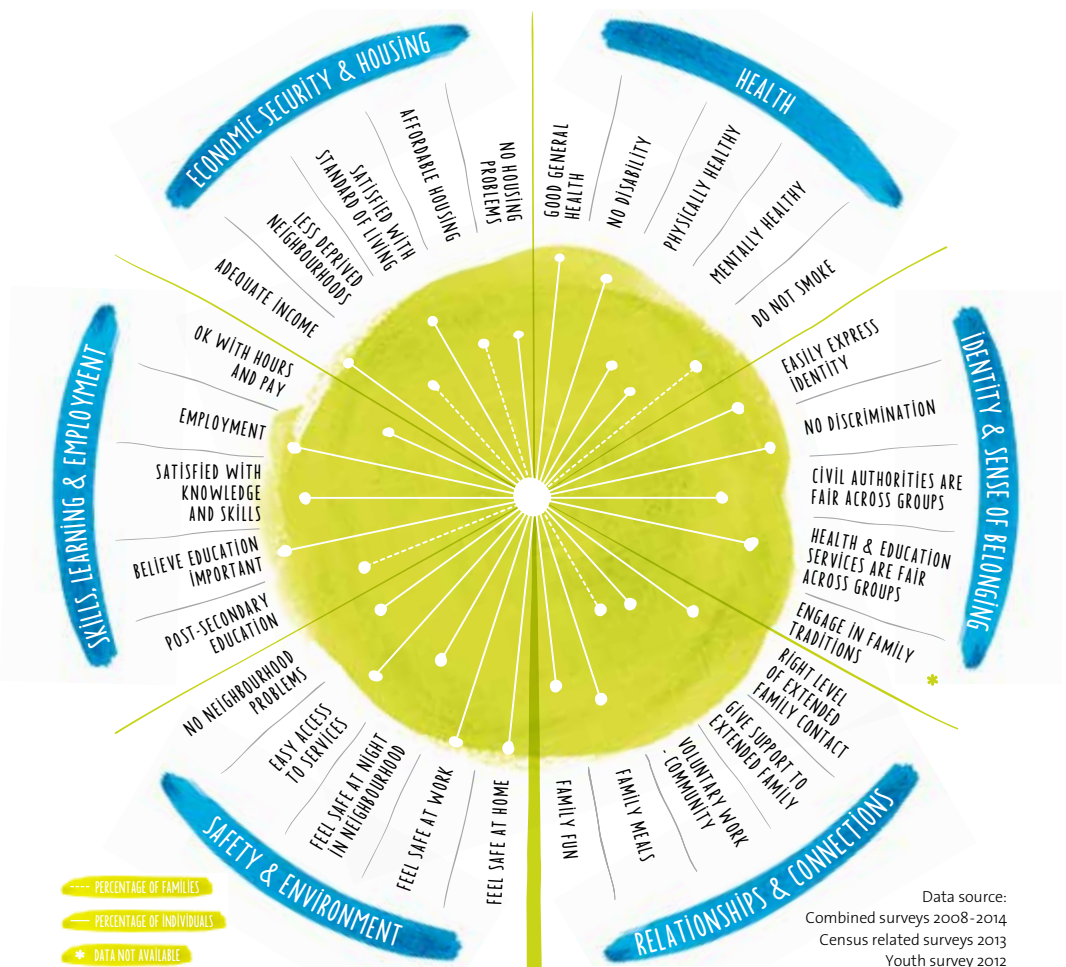 ECONOMIC SECURITY & HOUSING
HEALTH
NO HOUSING
PROBLEMS
AFFORDABLE HOUSING
SATISFIED WITH
STANDARD OF LIVING
LESS DEPRIVED
NEIGHBOURHOODS
ADEQUATE INCOME
GOOD GENERAL
HEALTH
NO DISABILITY
PHYSICALLY HEALTHY
MENTALLY HEALTHY
DO NOT SMOKE
IDENTITY & SENSE OF BELONGING
EASILY EXPRESS
IDENTITY
NO DISCRIMINATION
CIVIL AUTHORITIES ARE
FAIR ACROSS GROUPS
HEALTH & EDUCATION
SERVICES ARE FAIR
ACROSS GROUPS
ENGAGE IN FAMILY
TRADITIONS
*
SKILLS, LEARNING & EMPLOYMENT
OK WITH HOURS
AND PAY
EMPLOYMENT
SATISFIED WITH
KNOWLEDGE
AND SKILLS
BELIEVE EDUCATION
IMPORTANT
POST-SECONDARY
EDUCATION
SAFETY & ENVIRONMENT
NO NEIGHBOURHOOD
PROBLEMS
EASY ACCESS
TO SERVICES
FEEL SAFE AT NIGHT
IN NEIGHBOURHOOD
FEEL SAFE AT WORK
FEEL SAFE AT HOME
RELATIONSHIPS & CONNECTIONS
FAMILY FUN
FAMILY MEALS
VOLUNTARY WORK
- COMMUNITY
GIVE SUPPORT TO
EXTENDED FAMILY
RIGHT LEVEL
OF EXTENDED
FAMILY CONTACT
---- PERCENTAGE OF FAMILIES
— PERCENTAGE OF INDIVIDUALS
* DATA NOT AVAILABLE
Data source:
Combined surveys 2008-2014
Census related surveys 2013
Youth survey 2012